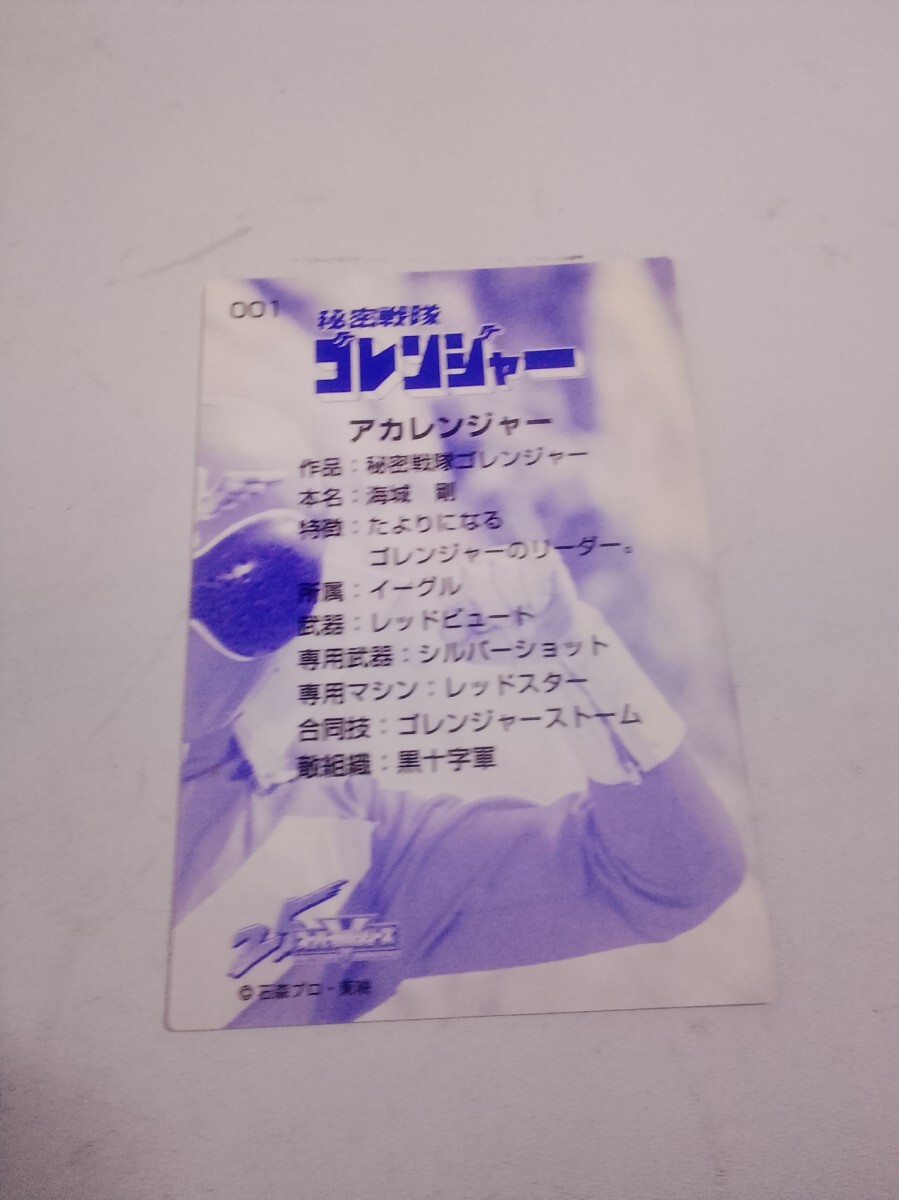 001
秘密戦隊
ゴレンジャー
アカレンジャー
作品：秘密戦隊ゴレンジャー
本名：海城　剛
特徴：たよりになる
ゴレンジャーのリーダー。
所属：イーグル
武器：レッドビュート
専用武器：シルバーショット
専用マシン：レッドスター
合同技：ゴレンジャーストーム
敵組織：黒十字軍
25
©石森プロ・東映